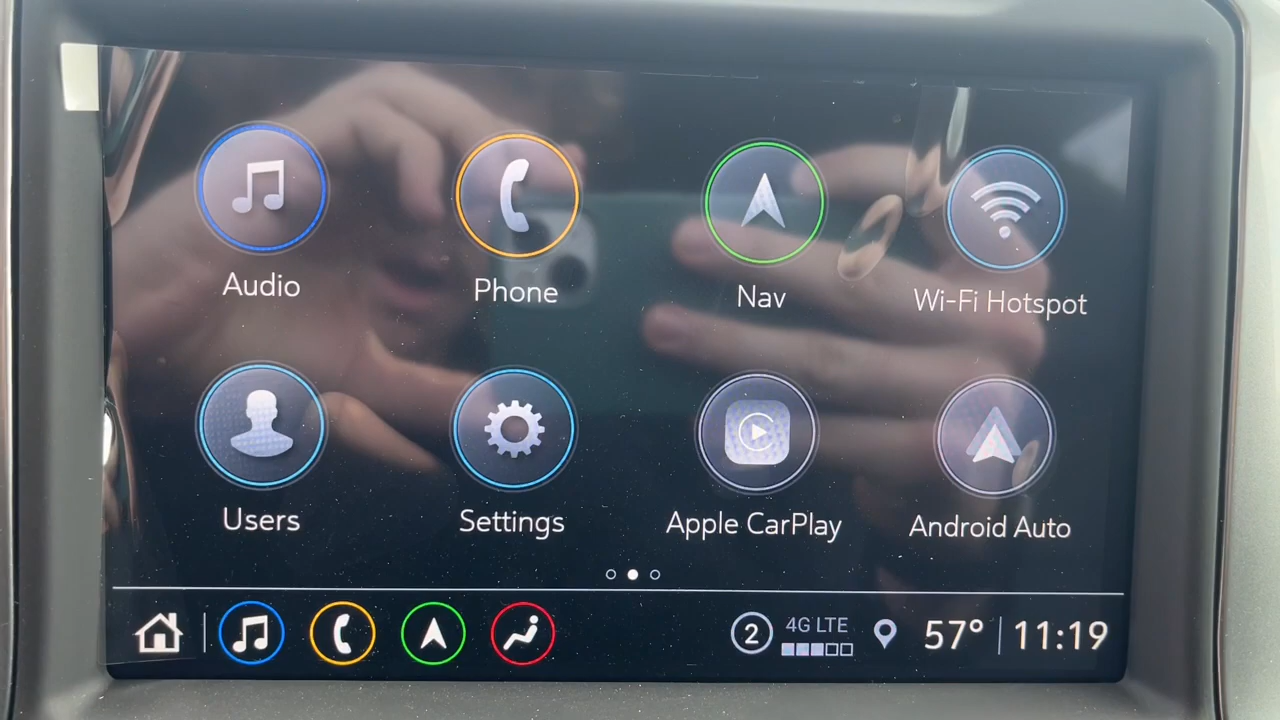 Audio Phone Nav Wi-Fi Hotspot
Users Settings Apple CarPlay Android Auto
2 4G LTE 57° 11:19